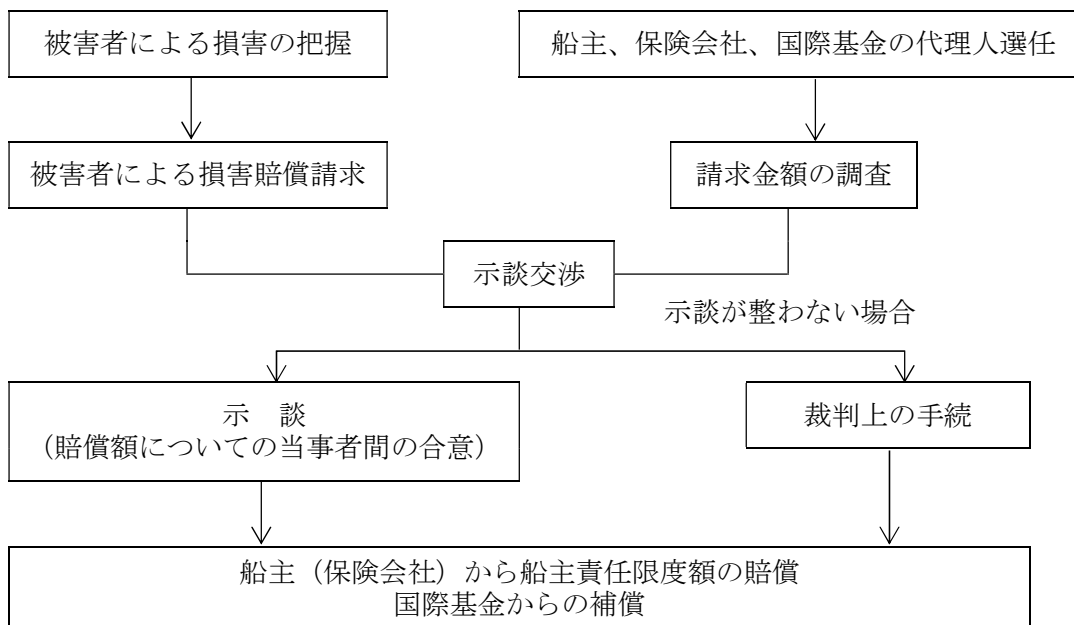 被害者による損害の把握
船主、保険会社、国際基金の代理人選任
被害者による損害賠償請求
請求金額の調査
示談交渉
示談が整わない場合
示　談
（賠償額についての当事者間の合意）
裁判上の手続
船主（保険会社）から船主責任限度額の賠償
国際基金からの補償